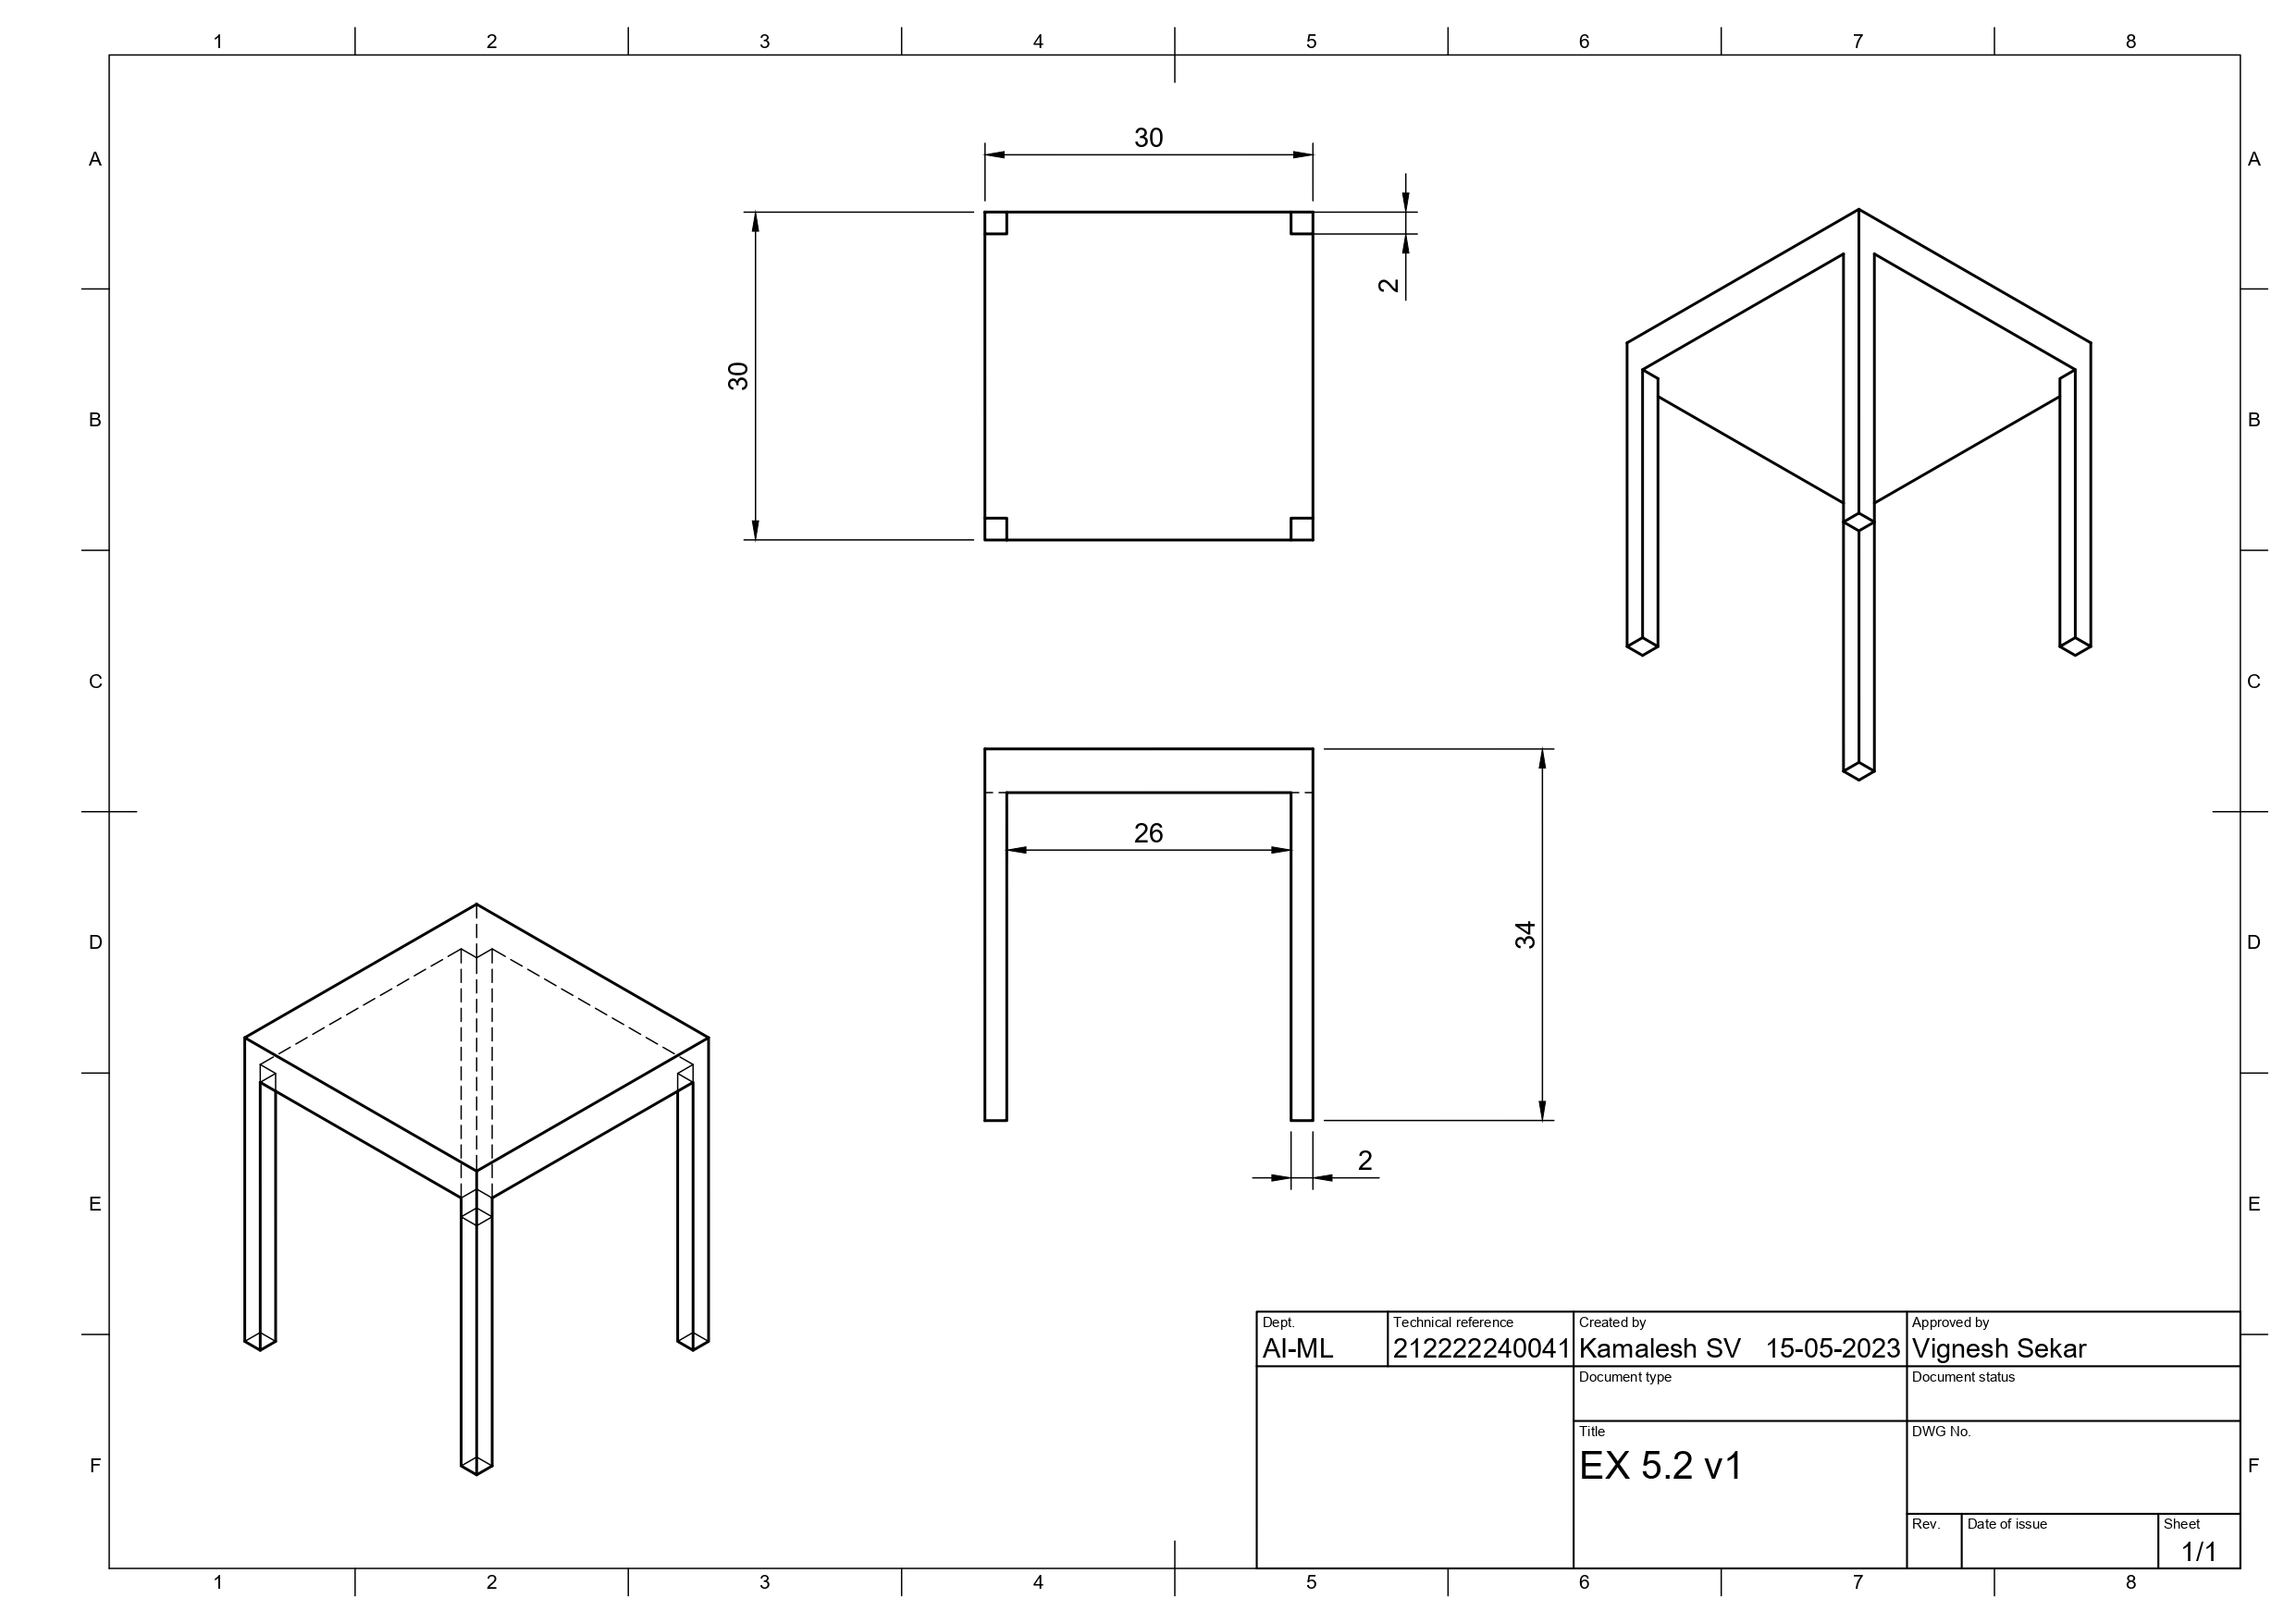 1 2 3 4 5 6 7 8
A A
30
2
30
B B
C C
26
34
D D
2
E E
Dept. Technical reference Created by Approved by
AI-ML 212222240041 Kamalesh SV 15-05-2023 Vignesh Sekar
Document type Document status
Title DWG No.
EX 5.2 v1
F F
Rev. Date of issue Sheet
1/1
1 2 3 4 5 6 7 8